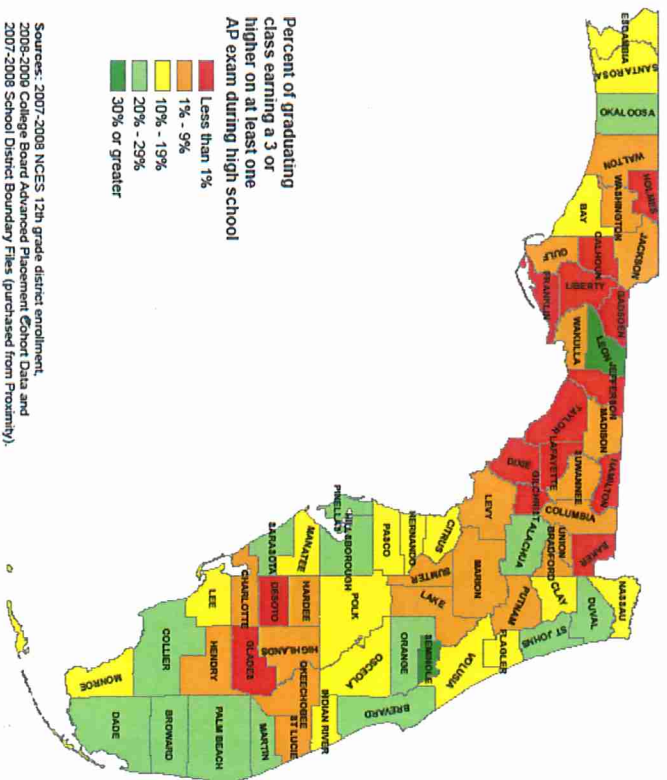 Percent of graduating
class earning a 3 or
higher on at least one
AP exam during high school
Less than 1%
1% - 9%
10% - 19%
20% - 29%
30% or greater
ESCAMBIA
SANTA ROSA
OKALOOSA
WALTON
HOLMES
WASHINGTON
BAY
JACKSON
CALHOUN
GULF
LIBERTY
GADSDEN
FRANKLIN
LEON
WAKULLA
JEFFERSON
MADISON
TAYLOR
HAMILTON
SUWANNEE
LAFAYETTE
DIXIE
GILCHRIST
COLUMBIA
BAKER
UNION
BRADFORD
ALACHUA
LEVY
NASSAU
DUVAL
CLAY
ST JOHNS
PUTNAM
FLAGLER
MARION
VOLUSIA
CITRUS
SUMTER
LAKE
HERNANDO
SEMINOLE
ORANGE
PASCO
PINELLAS
HILLSBOROUGH
POLK
OSCEOLA
BREVARD
MANATEE
HARDEE
INDIAN RIVER
SARASOTA
DESOTO
HIGHLANDS
OKEECHOBEE
ST LUCIE
CHARLOTTE
GLADES
MARTIN
LEE
HENDRY
PALM BEACH
COLLIER
BROWARD
MONROE
DADE
Sources: 2007-2008 NCES 12th grade district enrollment,
2008-2009 College Board Advanced Placement Cohort Data and
2007-2008 School District Boundary Files (purchased from Proximity).